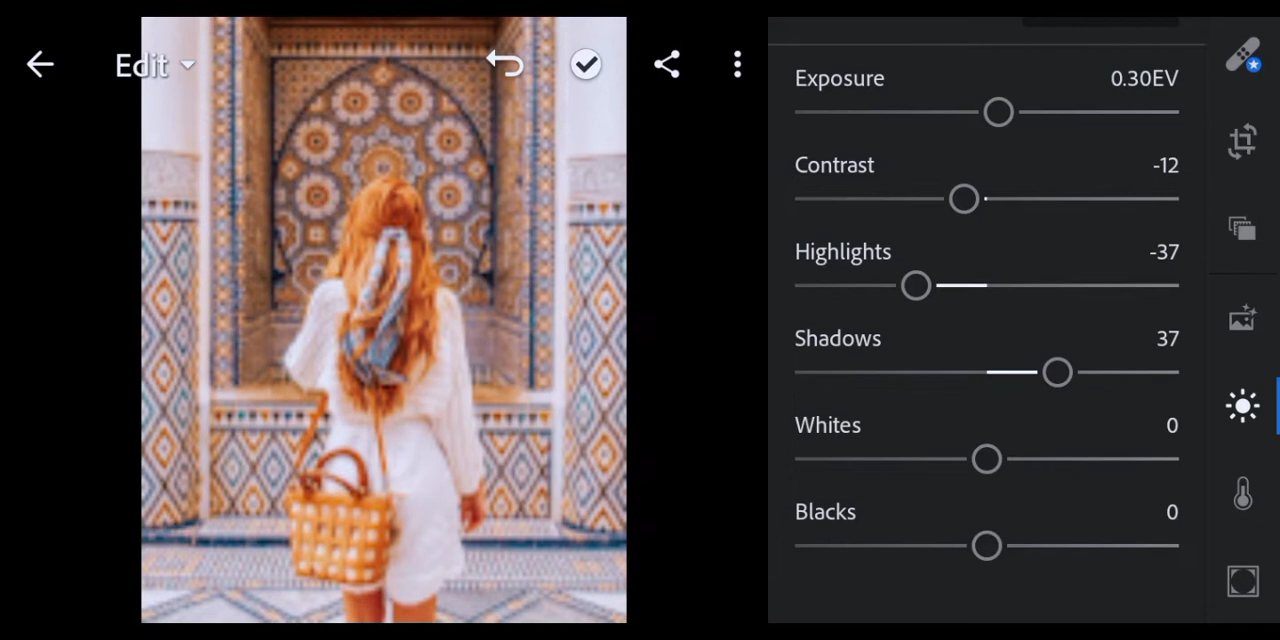 Edit
Exposure 0.30EV
Contrast -12
Highlights -37
Shadows 37
Whites 0
Blacks 0